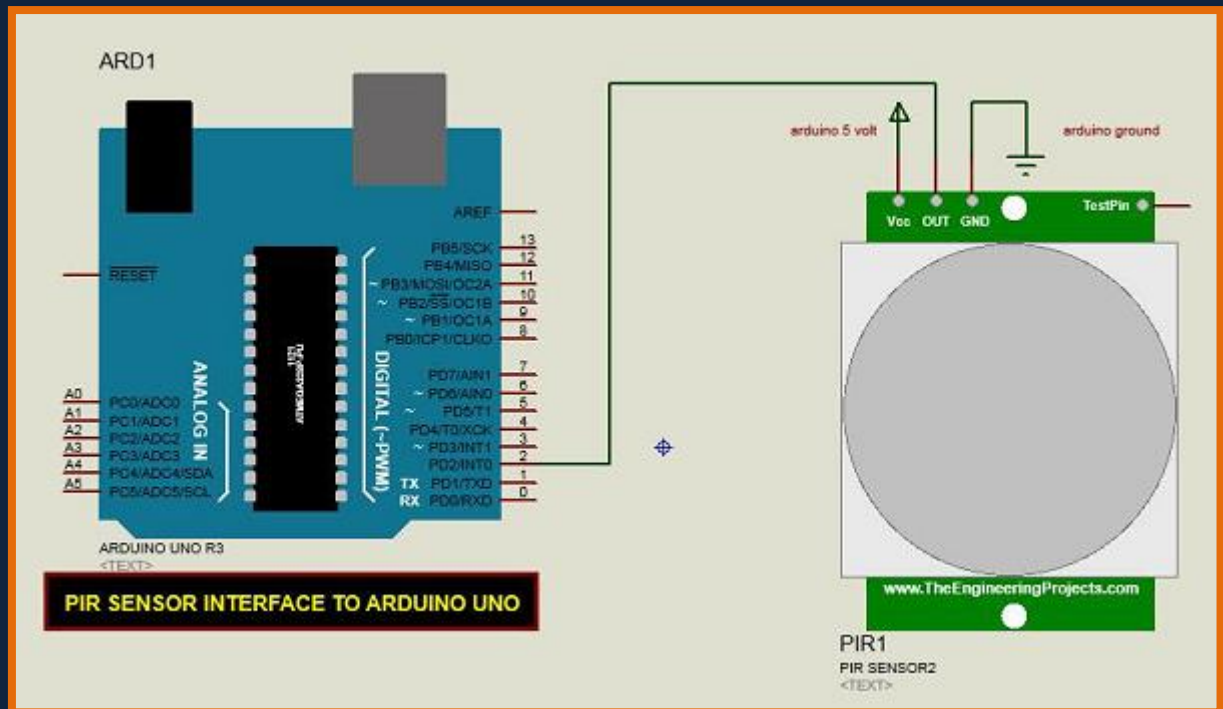 ARD1
arduino 5 volt
arduino ground
AREF
Vcc OUT GND
TestPin
13
PB5/SCK
12
PB4/MISO
RESET
11
~ PB3/MOSI/OC2A
10
~ PB2/SS/OC1B
9
~ PB1/OC1A
8
PB0/ICP1/CLKO
7
PD7/AIN1
6
~ PD6/AIN0
5
~ PD5/T1
4
PD4/T0/XCK
3
~ PD3/INT1
2
PD2/INT0
1
TX PD1/TXD
0
RX PD0/RXD
DIGITAL (~PWM)
ANALOG IN
A0 PC0/ADC0
A1 PC1/ADC1
A2 PC2/ADC2
A3 PC3/ADC3
A4 PC4/ADC4/SDA
A5 PC5/ADC5/SCL
ARDUINO UNO R3
<TEXT>
PIR SENSOR INTERFACE TO ARDUINO UNO
www.TheEngineeringProjects.com
PIR1
PIR SENSOR2
<TEXT>